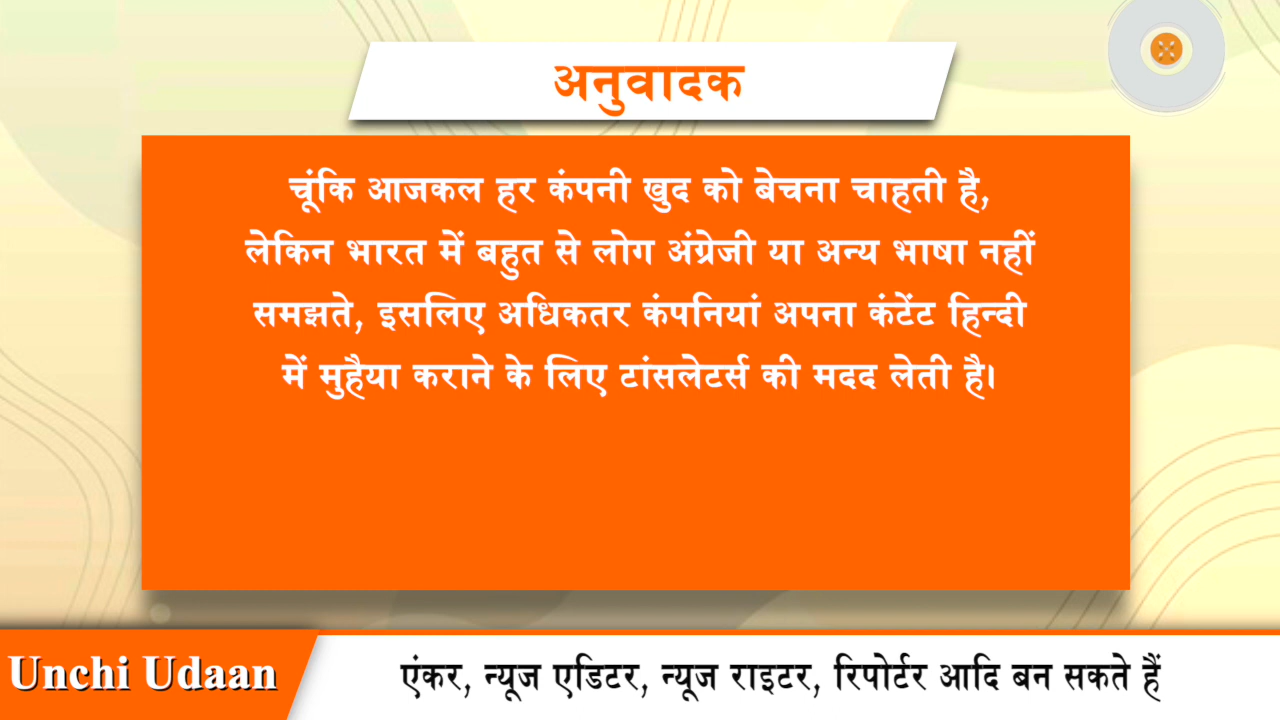 अनुवादक
चूंकि आजकल हर कंपनी खुद को बेचना चाहती है,
लेकिन भारत में बहुत से लोग अंग्रेजी या अन्य भाषा नहीं
समझते, इसलिए अधिकतर कंपनियां अपना कंटेंट हिन्दी
में मुहैया कराने के लिए टांसलेटर्स की मदद लेती है।
Unchi Udaan
एंकर, न्यूज एडिटर, न्यूज राइटर, रिपोर्टर आदि बन सकते हैं